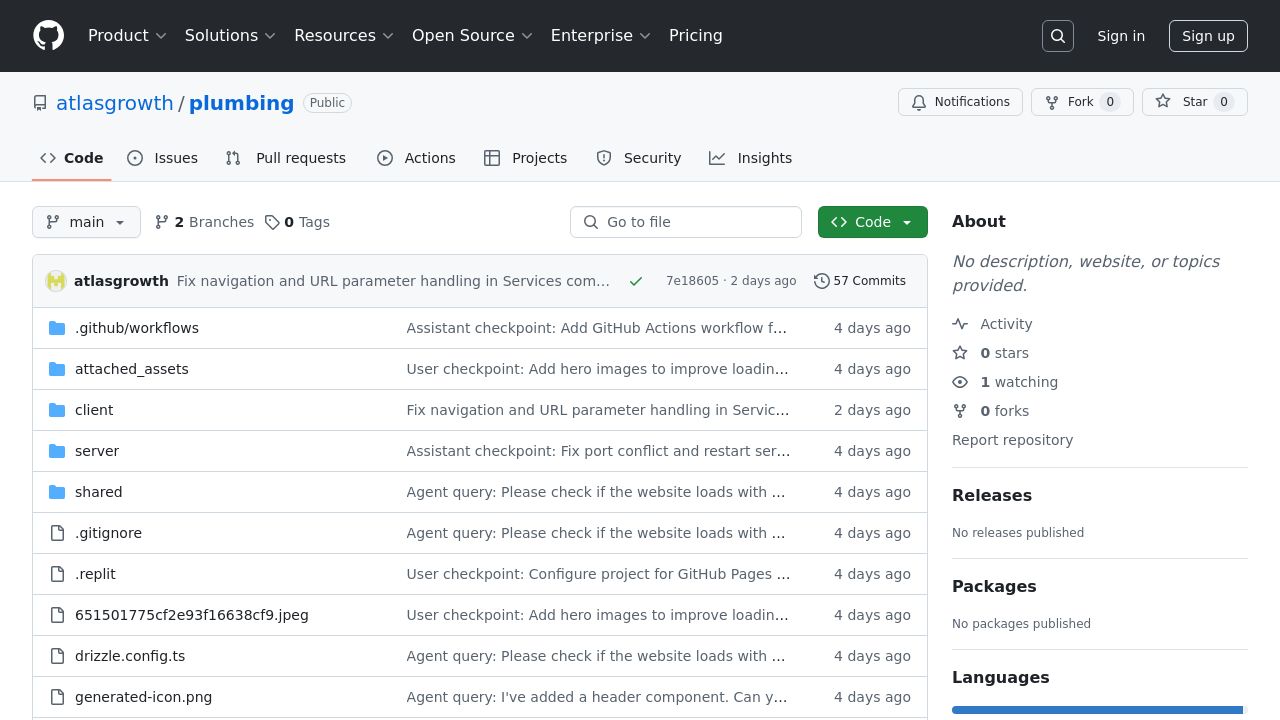 Product Solutions Resources Open Source Enterprise Pricing Sign in Sign up
atlasgrowth / plumbing Public Notifications Fork 0 Star 0
Code Issues Pull requests Actions Projects Security Insights
main 2 Branches 0 Tags Go to file Code
atlasgrowth Fix navigation and URL parameter handling in Services com... 7e18605 · 2 days ago 57 Commits
.github/workflows Assistant checkpoint: Add GitHub Actions workflow f... 4 days ago
attached_assets User checkpoint: Add hero images to improve loadin... 4 days ago
client Fix navigation and URL parameter handling in Servic... 2 days ago
server Assistant checkpoint: Fix port conflict and restart ser... 4 days ago
shared Agent query: Please check if the website loads with ... 4 days ago
.gitignore Agent query: Please check if the website loads with ... 4 days ago
.replit User checkpoint: Configure project for GitHub Pages ... 4 days ago
651501775cf2e93f16638cf9.jpeg User checkpoint: Add hero images to improve loadin... 4 days ago
drizzle.config.ts Agent query: Please check if the website loads with ... 4 days ago
generated-icon.png Agent query: I've added a header component. Can y... 4 days ago
About
No description, website, or topics
provided.
Activity
0 stars
1 watching
0 forks
Report repository
Releases
No releases published
Packages
No packages published
Languages